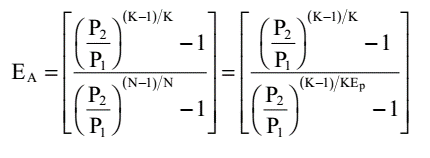 E_A = [ ((P_2/P_1)^{(K-1)/K} - 1) / ((P_2/P_1)^{(N-1)/N} - 1) ] = [ ((P_2/P_1)^{(K-1)/K} - 1) / ((P_2/P_1)^{(K-1)/KE_p} - 1) ]